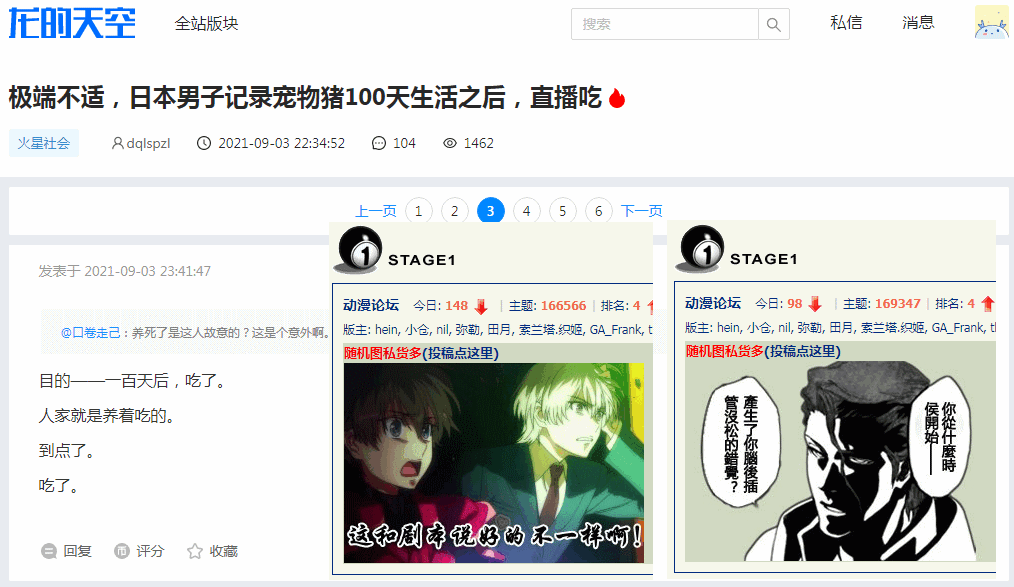 龙的天空
全站版块
搜索
私信
消息
极端不适，日本男子记录宠物猪100天生活之后，直播吃
火星社会
dqlspzl
2021-09-03 22:34:52
104
1462
上一页 1 2 3 4 5 6 下一页
发表于 2021-09-03 23:41:47
@口卷走己：养死了是这人故意的？这是个意外啊。
目的——一百天后，吃了。
人家就是养着吃的。
到点了。
吃了。
回复
评分
收藏
STAGE1
动漫论坛 今日: 148 | 主题: 166566 | 排名: 4
版主: hein, 小仓, nil, 弥勒, 田月, 索兰塔.织姬, GA_Frank, t
随机图私货多(投稿点这里)
这和剧本说好的不一样啊!
STAGE1
动漫论坛 今日: 98 | 主题: 169347 | 排名: 4
版主: hein, 小仓, nil, 弥勒, 田月, 索兰塔.织姬, GA_Frank, tl
随机图私货多(投稿点这里)
你從什麼時
侯開始——
產生了你腦後插
管沒松的錯覺？